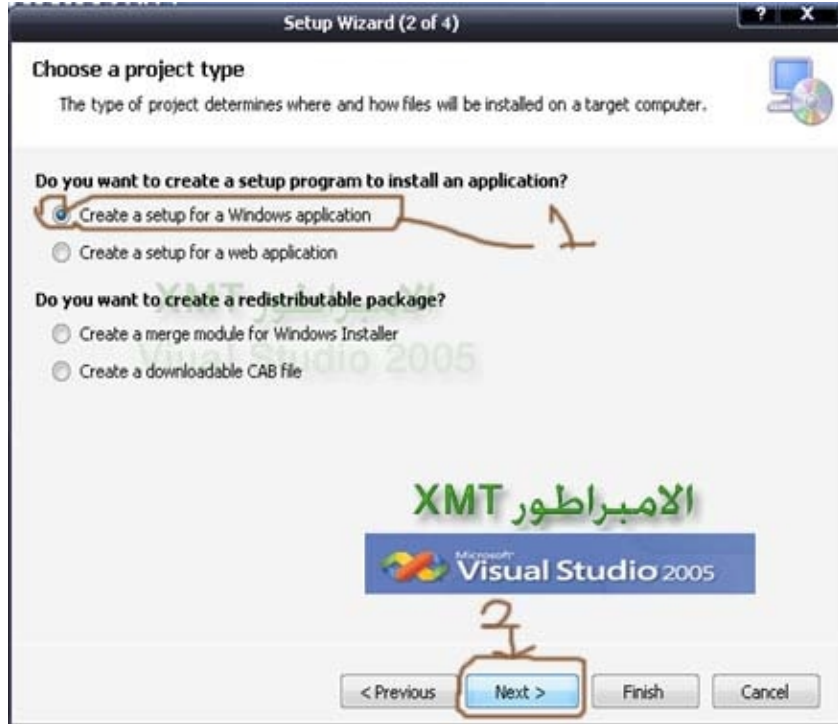 Setup Wizard (2 of 4)
? X
Choose a project type
The type of project determines where and how files will be installed on a target computer.
Do you want to create a setup program to install an application?
Create a setup for a Windows application
1
Create a setup for a web application
Do you want to create a redistributable package?
الامبراطور XMT
Create a merge module for Windows Installer
Visual Studio 2005
Create a downloadable CAB file
الامبراطور XMT
Microsoft
Visual Studio 2005
2
< Previous
Next >
Finish
Cancel